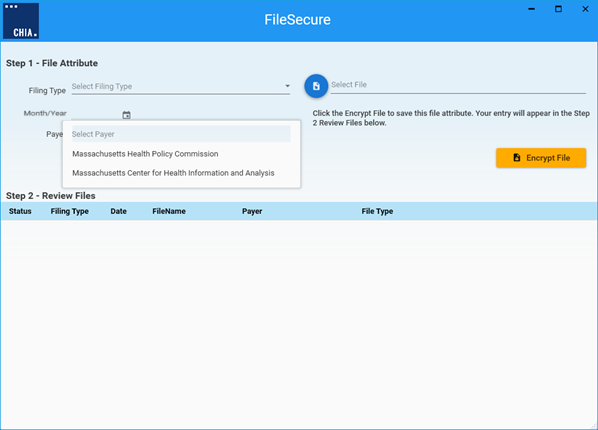 CHIA.
FileSecure
Step 1 - File Attribute
Filing Type
Select Filing Type
Select File
Month/Year
Click the Encrypt File to save this file attribute. Your entry will appear in the Step
2 Review Files below.
Paye
Select Payer
Massachusetts Health Policy Commission
Massachusetts Center for Health Information and Analysis
Encrypt File
Step 2 - Review Files
Status Filing Type Date FileName Payer File Type